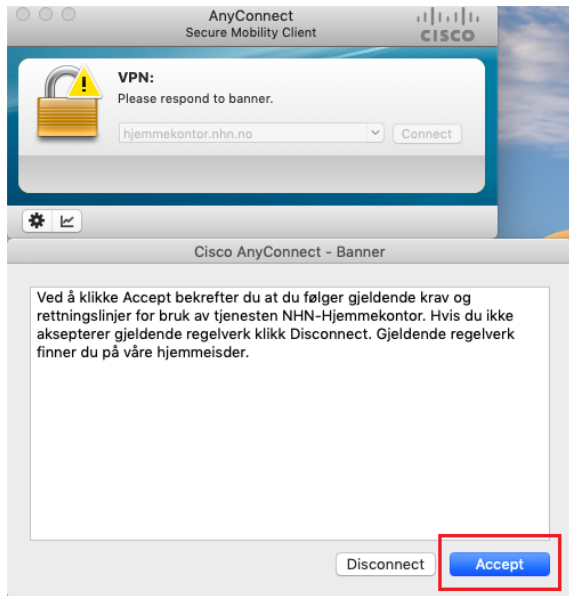 AnyConnect
Secure Mobility Client
CISCO
VPN:
Please respond to banner.
hjemmekontor.nhn.no
Connect
Cisco AnyConnect - Banner
Ved å klikke Accept bekrefter du at du følger gjeldende krav og
rettningslinjer for bruk av tjenesten NHN-Hjemmekontor. Hvis du ikke
aksepterer gjeldende regelverk klikk Disconnect. Gjeldende regelverk
finner du på våre hjemmeisder.
Disconnect
Accept